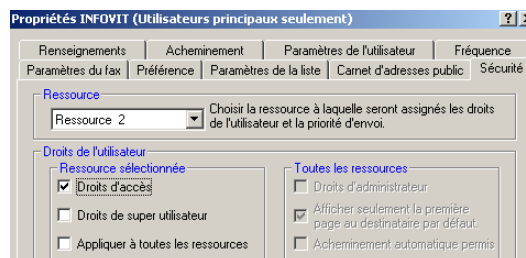 Propriétés INFOVIT (Utilisateurs principaux seulement)
Renseignements Acheminement Paramètres de l'utilisateur Fréquence
Paramètres du fax Préférence Paramètres de la liste Carnet d'adresses public Sécurité
Ressource
Ressource 2
Choisir la ressource à laquelle seront assignés les droits
de l'utilisateur et la priorité d'envoi.
Droits de l'utilisateur
Ressource sélectionnée
Droits d'accès
Droits de super utilisateur
Appliquer à toutes les ressources
Toutes les ressources
Droits d'administrateur
Afficher seulement la première
page au destinataire par défaut.
Acheminement automatique permis